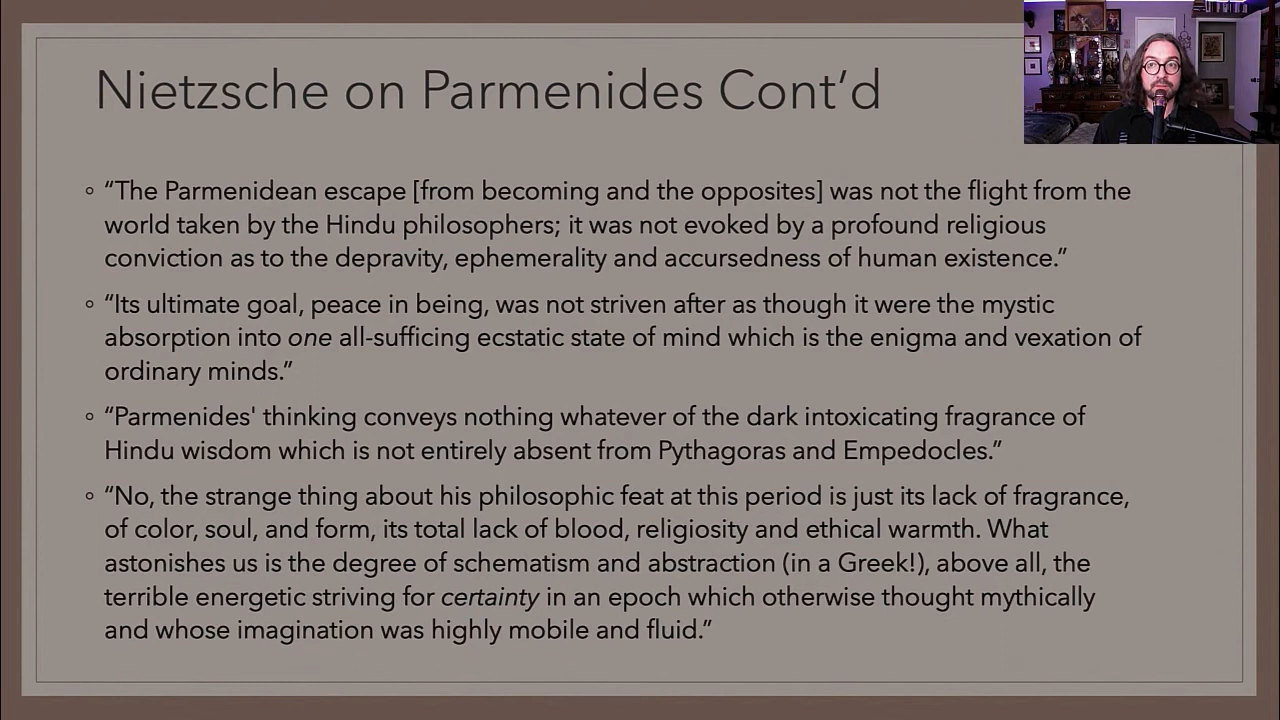 Nietzsche on Parmenides Cont’d
◦ “The Parmenidean escape [from becoming and the opposites] was not the flight from the
world taken by the Hindu philosophers; it was not evoked by a profound religious
conviction as to the depravity, ephemerality and accursedness of human existence.”
◦ “Its ultimate goal, peace in being, was not striven after as though it were the mystic
absorption into one all-sufficing ecstatic state of mind which is the enigma and vexation of
ordinary minds.”
◦ “Parmenides' thinking conveys nothing whatever of the dark intoxicating fragrance of
Hindu wisdom which is not entirely absent from Pythagoras and Empedocles.”
◦ “No, the strange thing about his philosophic feat at this period is just its lack of fragrance,
of color, soul, and form, its total lack of blood, religiosity and ethical warmth. What
astonishes us is the degree of schematism and abstraction (in a Greek!), above all, the
terrible energetic striving for certainty in an epoch which otherwise thought mythically
and whose imagination was highly mobile and fluid.”